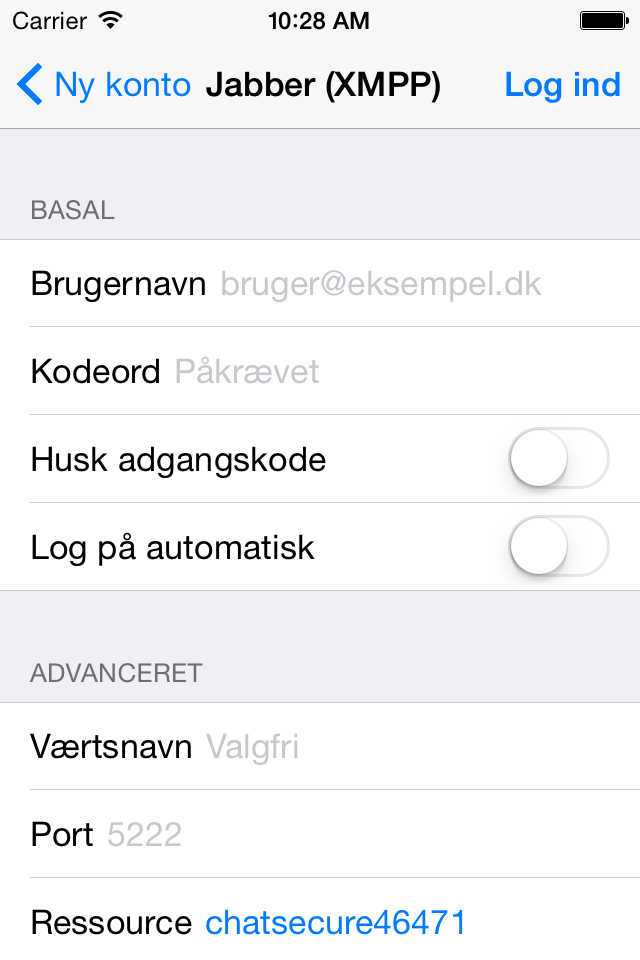 Carrier 10:28 AM
Ny konto Jabber (XMPP) Log ind
BASAL
Brugernavn bruger@eksempel.dk
Kodeord Påkrævet
Husk adgangskode
Log på automatisk
ADVANCERET
Værtsnavn Valgfri
Port 5222
Ressource chatsecure46471